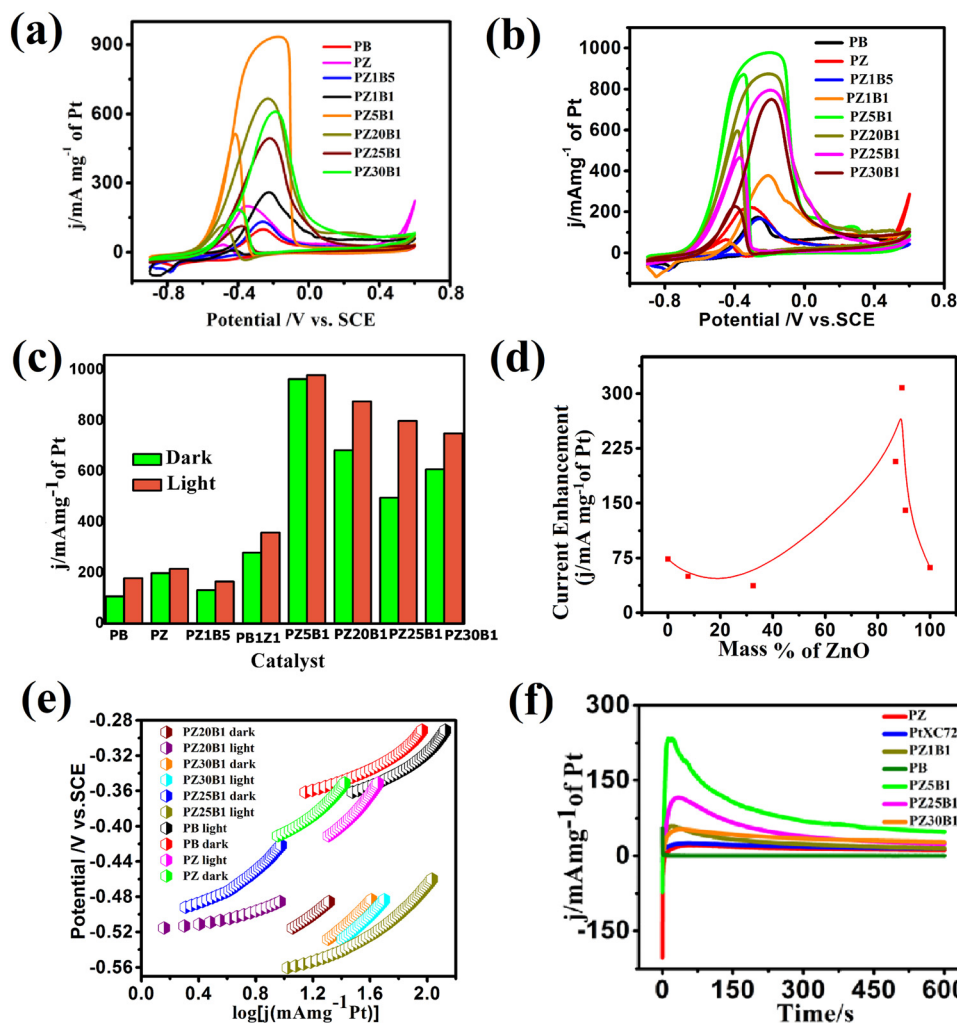 (a)
j/mA mg⁻¹ of Pt
900
600
300
0
-0.8
-0.4
0.0
0.4
0.8
Potential /V vs. SCE
PB
PZ
PZ1B5
PZ1B1
PZ5B1
PZ20B1
PZ25B1
PZ30B1
(b)
j/mAmg⁻¹ of Pt
1000
800
600
400
200
0
-0.8
-0.4
0.0
0.4
0.8
Potential /V vs.SCE
PB
PZ
PZ1B5
PZ1B1
PZ5B1
PZ20B1
PZ25B1
PZ30B1
(c)
j/mAmg⁻¹of Pt
1000
800
600
400
200
0
Dark
Light
PB
PZ
PZ1B5
PB1Z1
PZ5B1
PZ20B1
PZ25B1
PZ30B1
Catalyst
(d)
Current Enhancement
(j/mA mg⁻¹of Pt)
300
225
150
75
0
0
20
40
60
80
100
Mass % of ZnO
(e)
Potential /V vs.SCE
-0.28
-0.32
-0.36
-0.40
-0.44
-0.48
-0.52
-0.56
PZ20B1 dark
PZ20B1 light
PZ30B1 dark
PZ30B1 light
PZ25B1 dark
PZ25B1 light
PB light
PB dark
PZ light
PZ dark
0.0
0.4
0.8
1.2
1.6
2.0
log[j(mAmg⁻¹Pt)]
(f)
j/mAmg⁻¹of Pt
300
150
0
-150
PZ
PtXC72
PZ1B1
PB
PZ5B1
PZ25B1
PZ30B1
0
150
300
450
600
Time/s